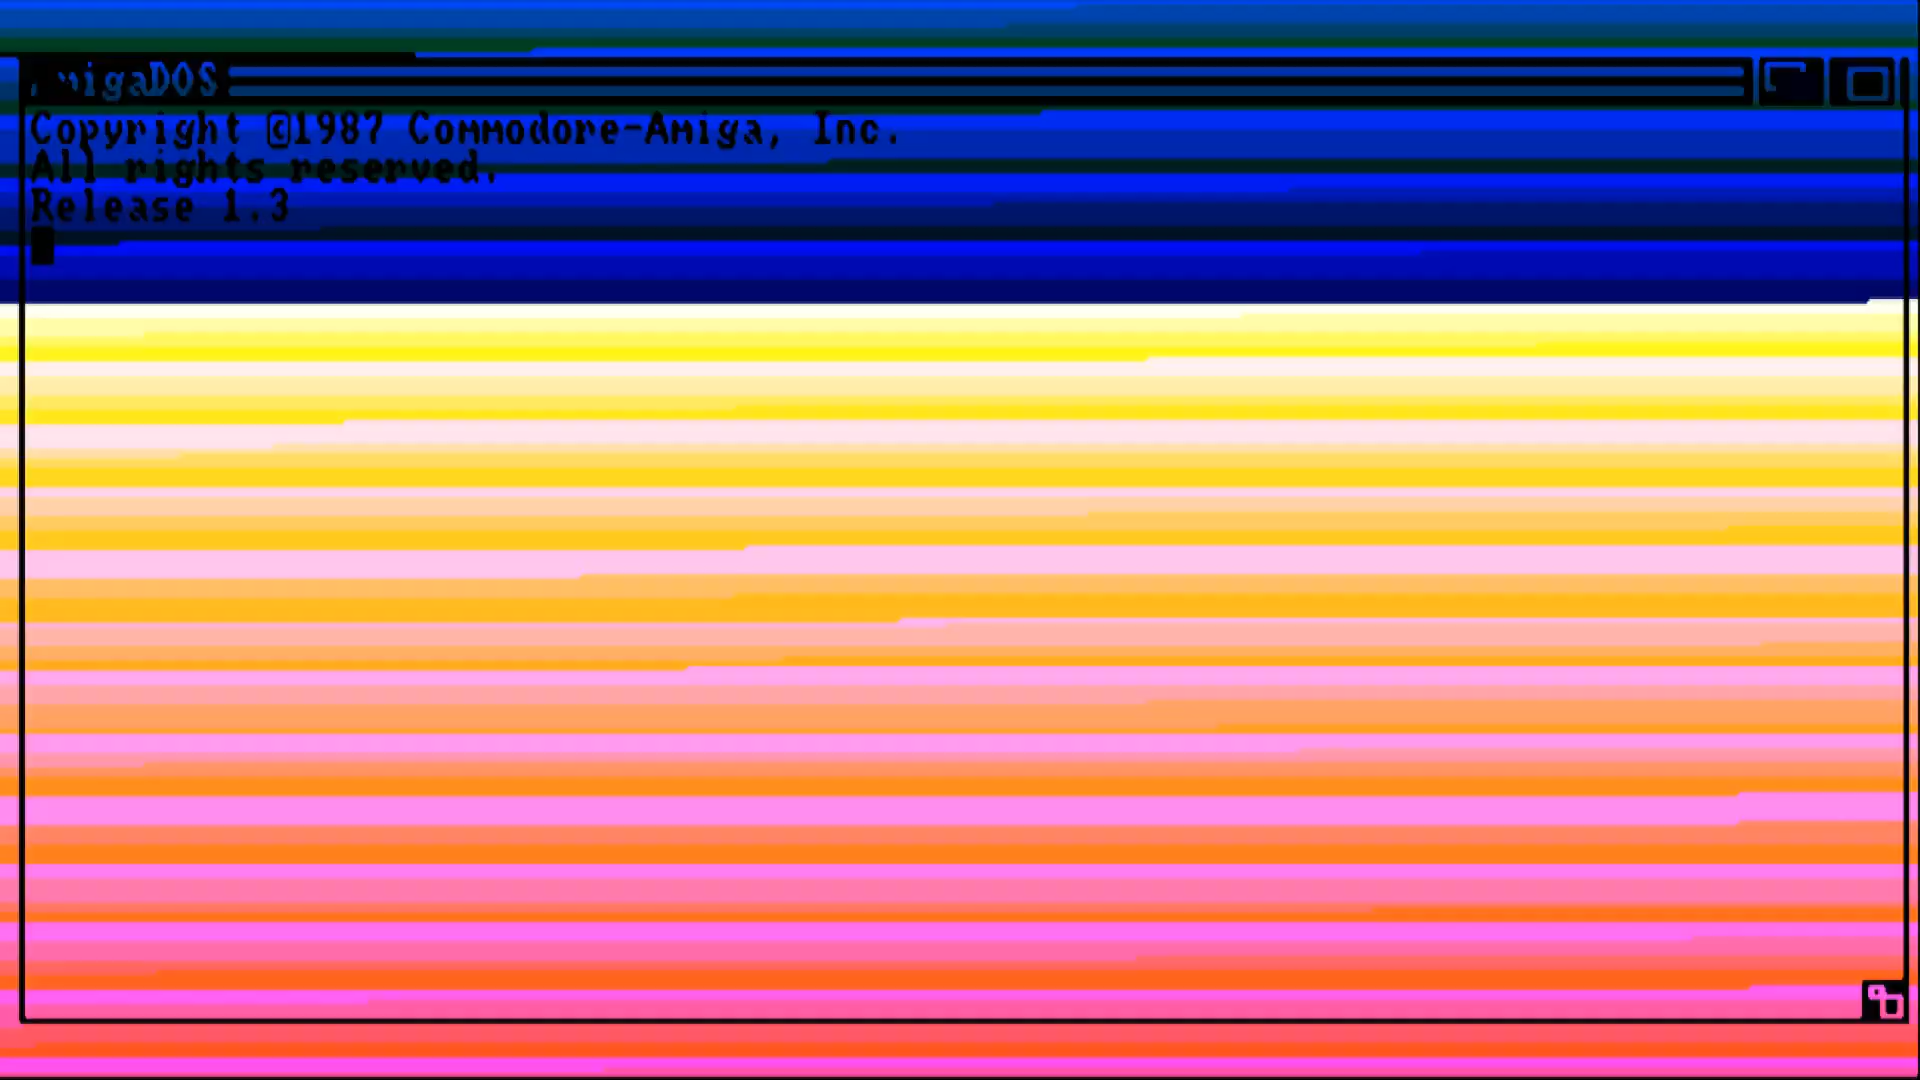 AmigaDOS
Copyright ©1987 Commodore-Amiga, Inc.
All rights reserved.
Release 1.3